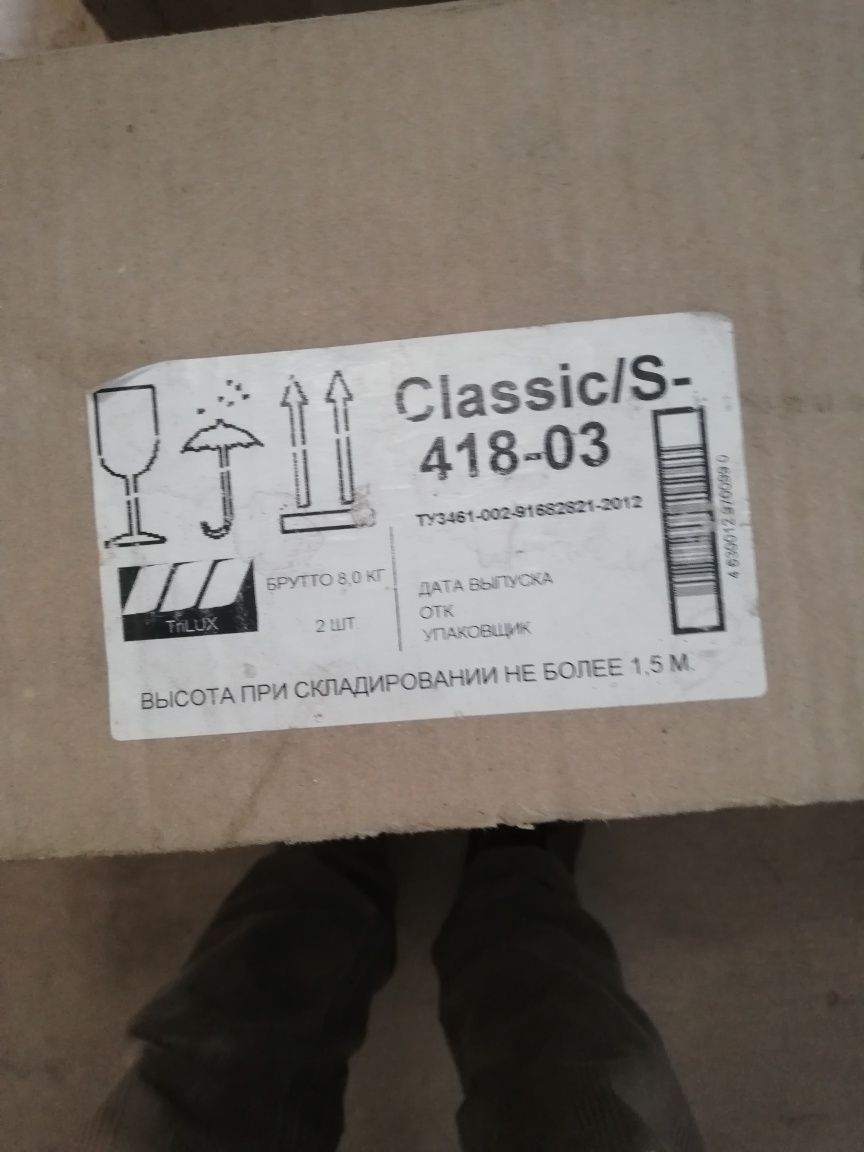 Classic/S-
418-03
ТУ3461-002-91682821-2012
TriLUX
БРУТТО 8,0 КГ
2 ШТ
ДАТА ВЫПУСКА
ОТК
УПАКОВЩИК
ВЫСОТА ПРИ СКЛАДИРОВАНИИ НЕ БОЛЕЕ 1,5 М.